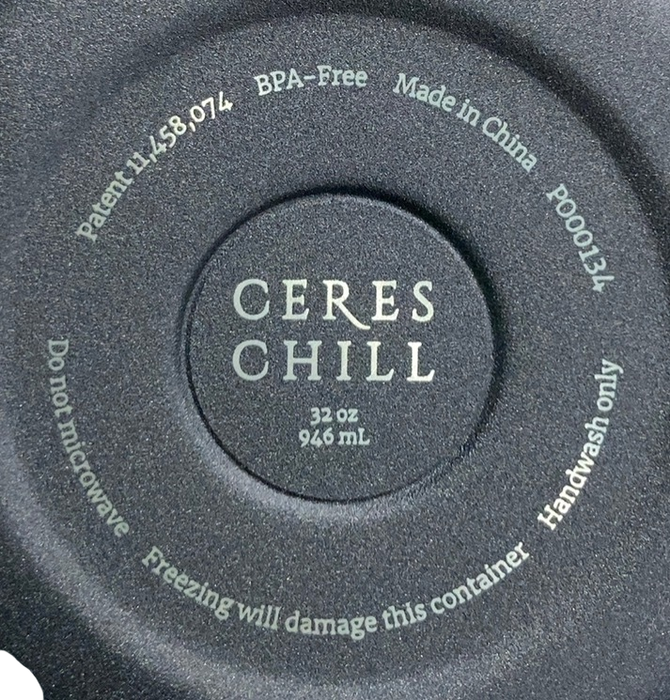 Patent 11,458,074 BPA-Free Made in China P000134
CERES
CHILL
32 oz
946 mL
Do not microwave Freezing will damage this container Handwash only